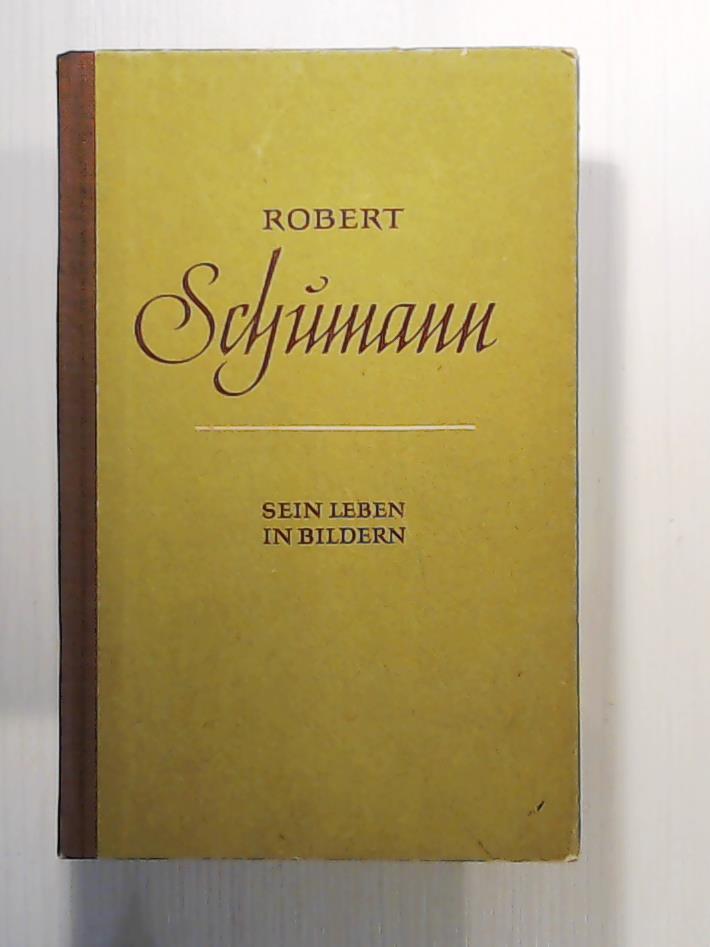 ROBERT
Schumann
SEIN LEBEN
IN BILDERN